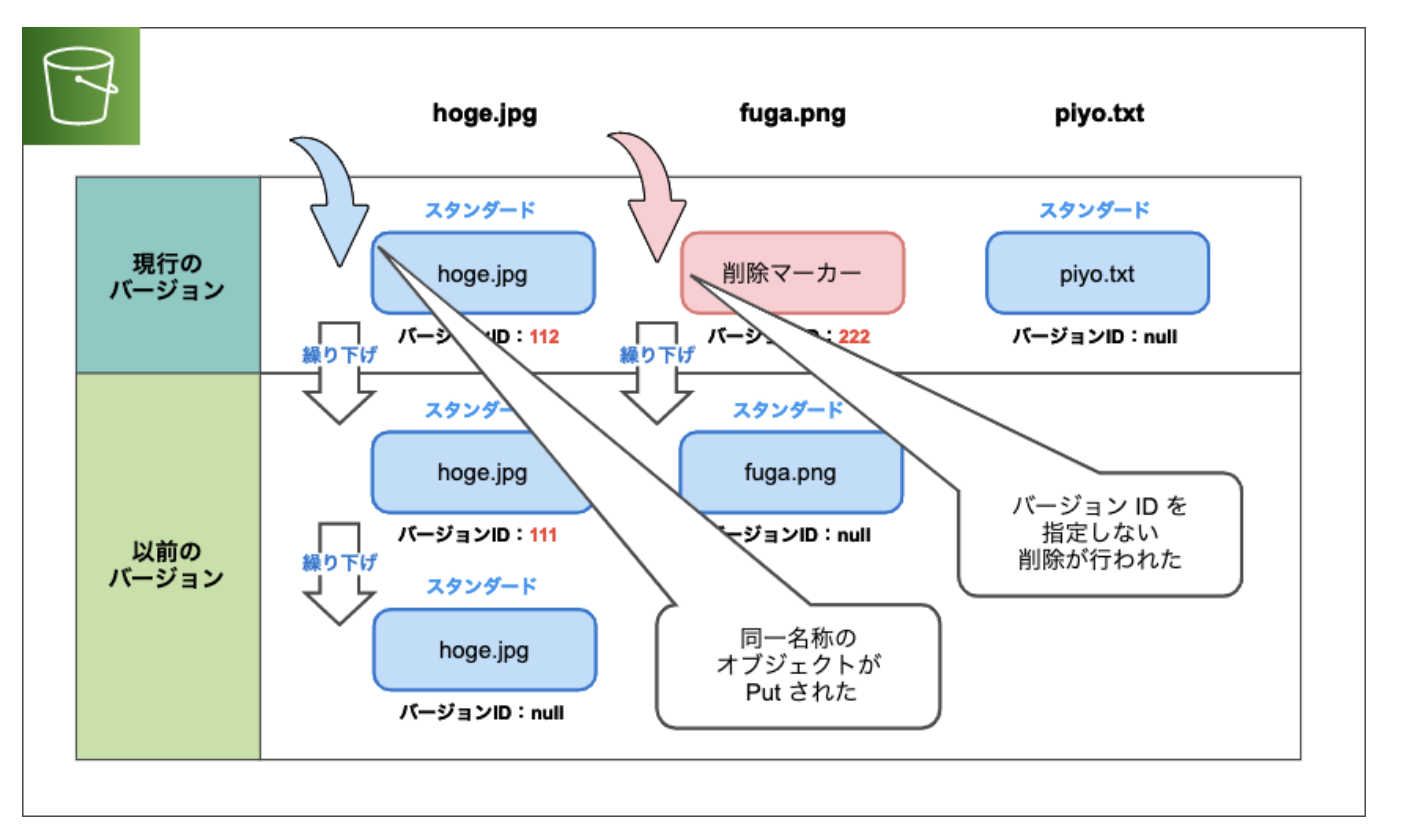 hoge.jpg
fuga.png
piyo.txt
現行の
バージョン
スタンダード
hoge.jpg
バージョンID：112
削除マーカー
バージョンID：222
スタンダード
piyo.txt
バージョンID：null
繰り下げ
繰り下げ
以前の
バージョン
スタンダード
hoge.jpg
バージョンID：111
スタンダード
fuga.png
バージョンID：null
バージョン ID を
指定しない
削除が行われた
繰り下げ
スタンダード
hoge.jpg
バージョンID：null
同一名称の
オブジェクトが
Put された